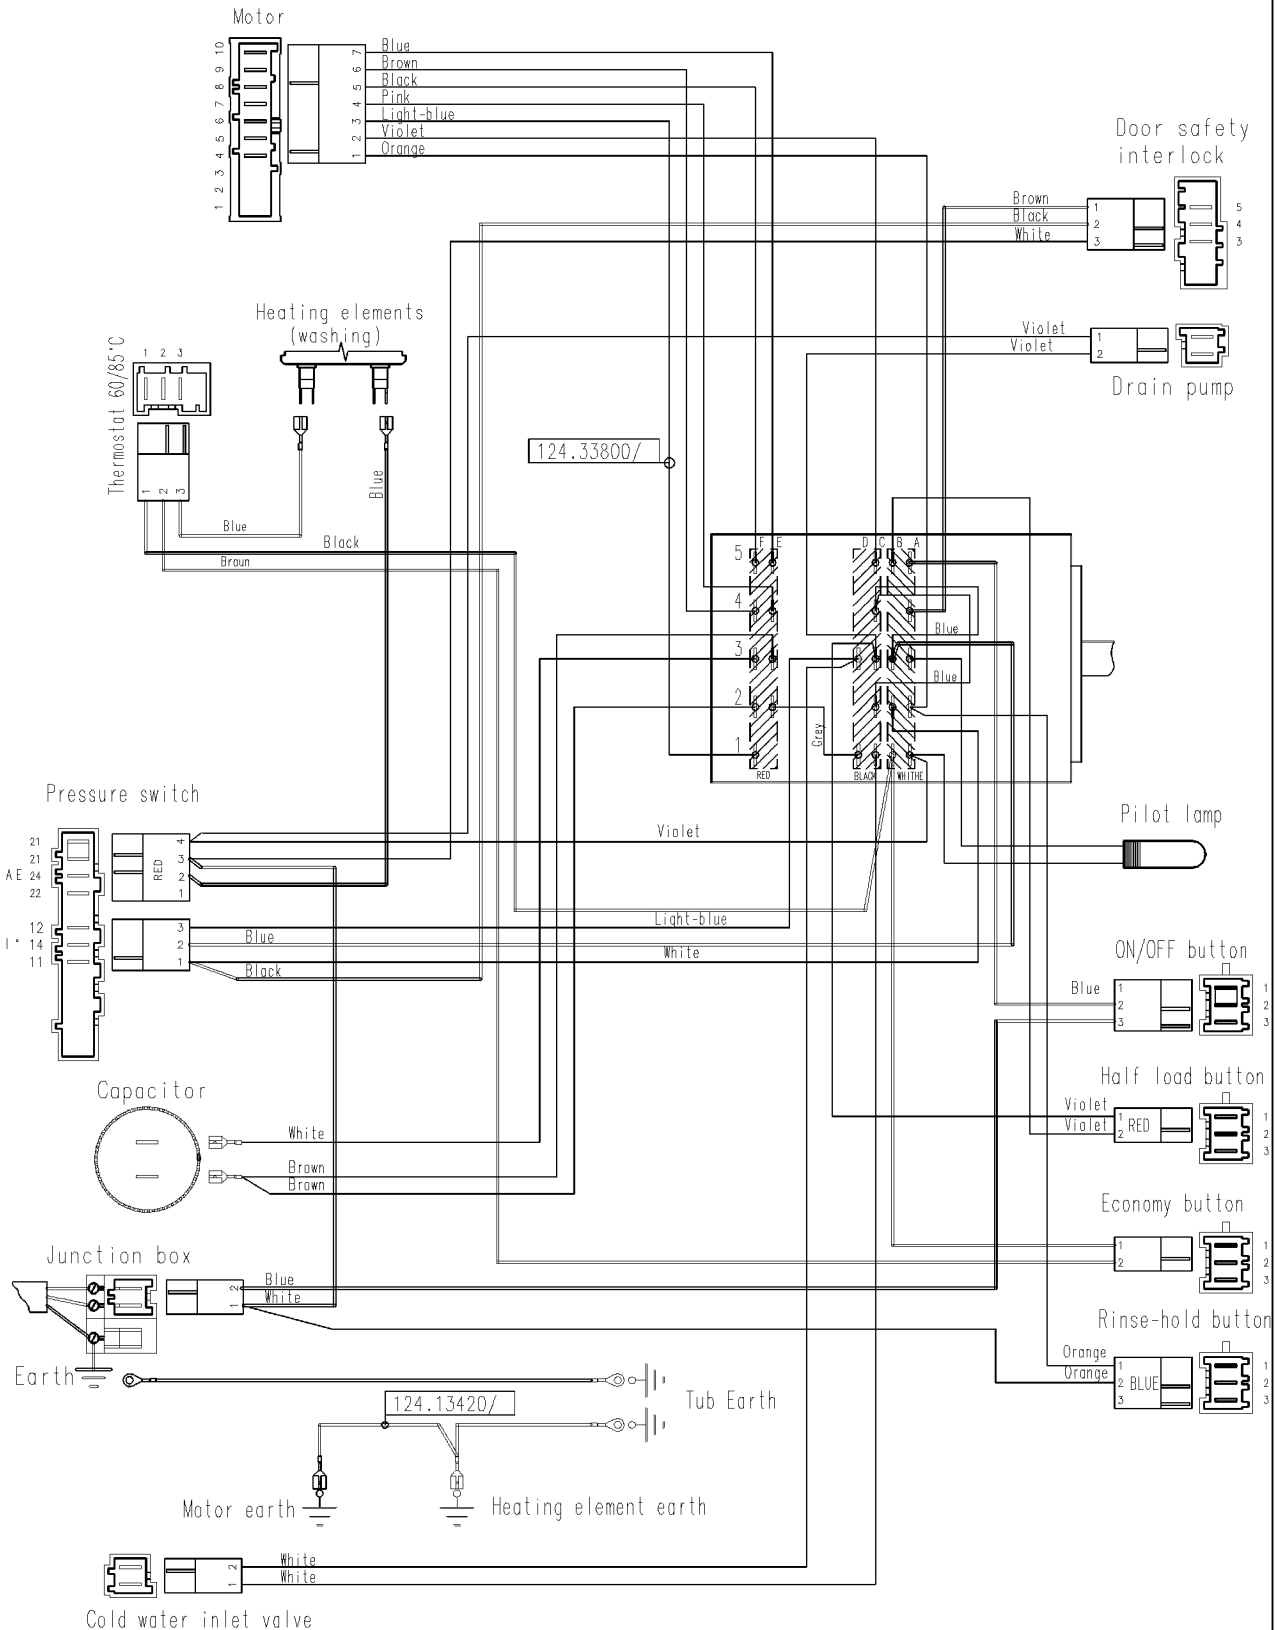 Motor
10
9
8
7
6
5
4
3
2
1
7
6
5
4
3
2
1
Blue
Brown
Black
Pink
Light-blue
Violet
Orange
Door safety
interlock
Brown
Black
White
1
2
3
5
4
3
Heating elements
(washing)
Violet
Violet
1
2
Drain pump
Thermostat 60/85°C
1 2 3
1 2 3
124.33800/
Blue
Blue
Black
Braun
F E D C B A
5
4
3
2
1
Blue
Blue
Grey
RED
BLACK
WHITHE
Pressure switch
21
21
AE 24
22
12
I° 14
11
RED
4
3
2
1
3
2
1
Violet
Light-blue
Blue
White
Black
Pilot lamp
ON/OFF button
Blue
1
2
3
1
2
3
Capacitor
White
Brown
Brown
Half load button
Violet
Violet
1
2
RED
1
2
3
Economy button
1
2
1
2
3
Junction box
2
1
Blue
White
Rinse-hold button
Orange
Orange
1
2
3
BLUE
1
2
3
Earth
Tub Earth
124.13420/
Motor earth
Heating element earth
2
1
White
White
Cold water inlet valve